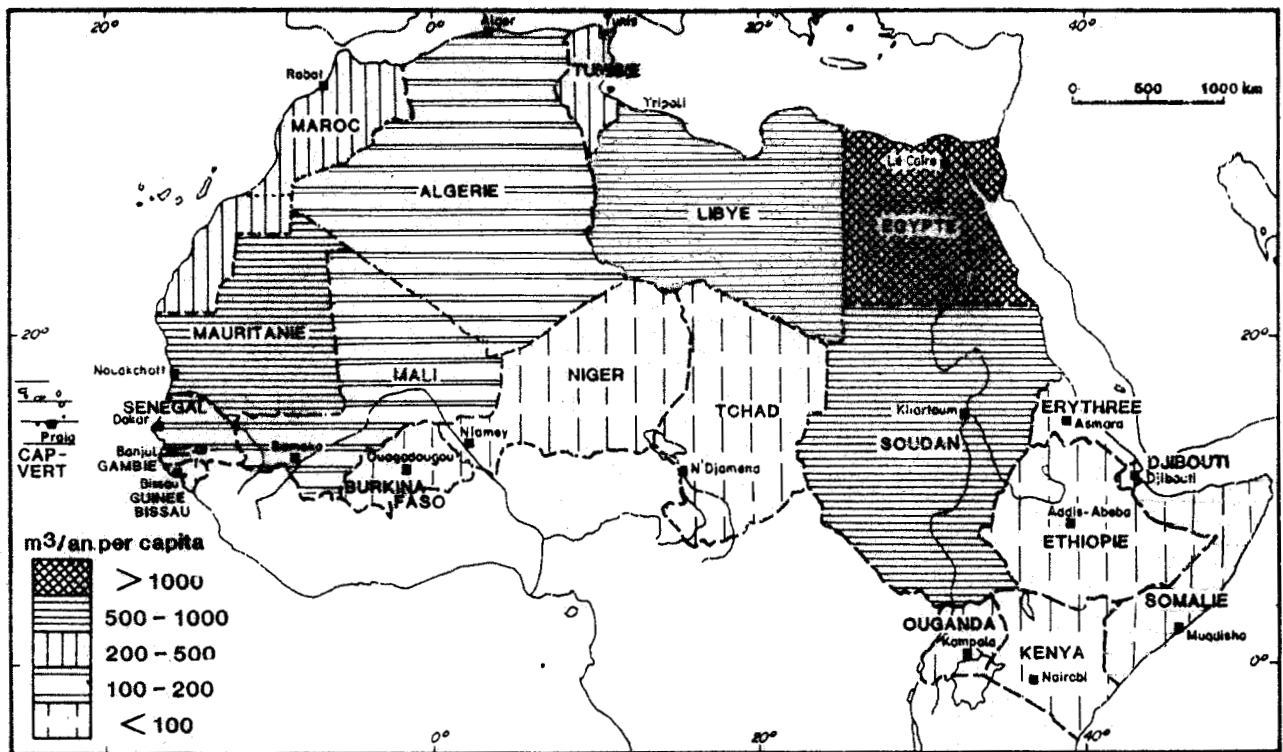 20° 0° 20° 40°
Alger Tunis
Rabat
TUNISIE
Tripoli
0 500 1000 km
MAROC
Le Caire
ALGERIE
LIBYE
EGYPTE
20° 20°
MAURITANIE
Nouakchott
MALI
NIGER
TCHAD
SENEGAL
Dakar
Khartoum
ERYTHREE
Asmara
Praia
CAP-
VERT
Niamey
SOUDAN
Banjul
GAMBIE
Bamako
Ouagadougou
N'Djamena
DJIBOUTI
Djibouti
Bissau
GUINEE
BISSAU
BURKINA
FASO
Addis-Abeba
ETHIOPIE
m³/an per capita
> 1000
500 - 1000
200 - 500
100 - 200
< 100
SOMALIE
OUGANDA
Kampala
Muqdisho
KENYA
Nairobi
0°
0° 20° 40°